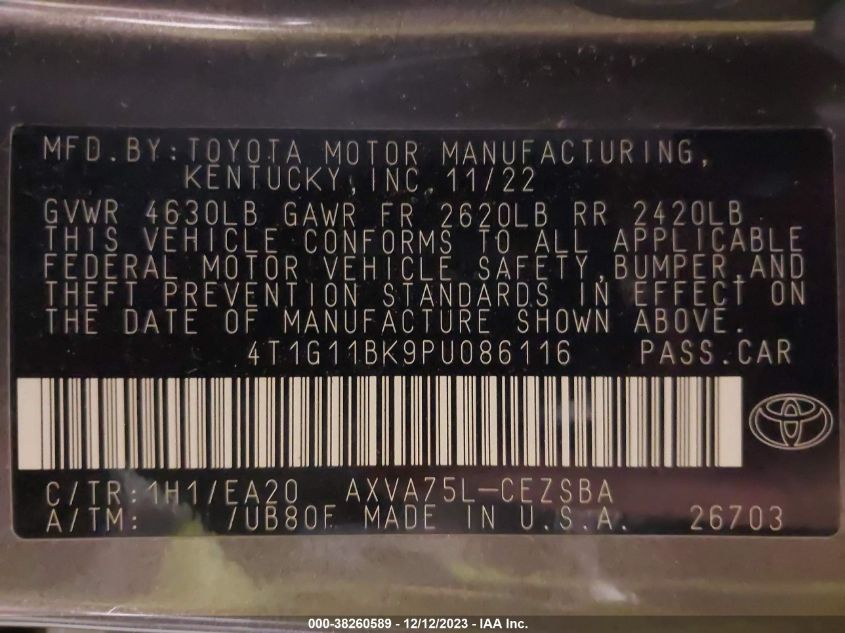 MFD.BY:TOYOTA MOTOR MANUFACTURING,
KENTUCKY,INC. 11/22
GVWR 4630LB GAWR FR 2620LB RR 2420LB
THIS VEHICLE CONFORMS TO ALL APPLICABLE
FEDERAL MOTOR VEHICLE SAFETY,BUMPER,AND
THEFT PREVENTION STANDARDS IN EFFECT ON
THE DATE OF MANUFACTURE SHOWN ABOVE.
4T1G11BK9PU086116 PASS.CAR
C/TR:1H1/EA20 AXVA75L-CEZSBA
A/TM: /UB80F MADE IN U.S.A. 26703
000-38260589 - 12/12/2023 - IAA Inc.